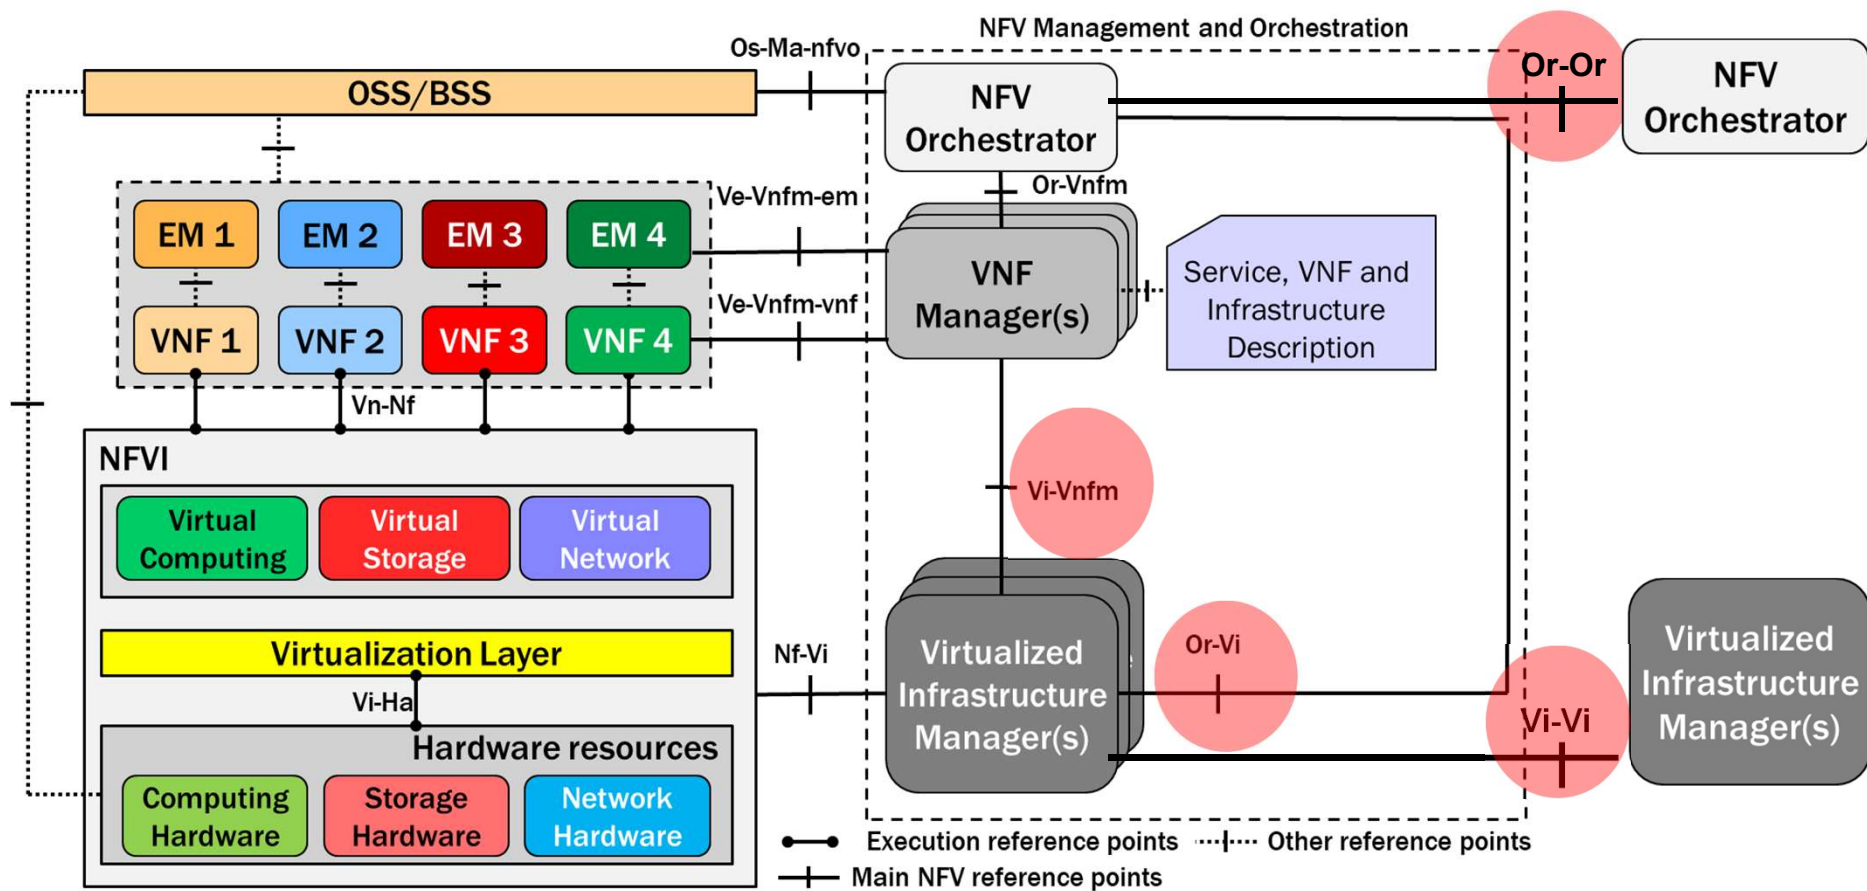 NFV Management and Orchestration
Os-Ma-nfvo
Or-Or
OSS/BSS
NFV
Orchestrator
NFV
Orchestrator
Or-Vnfm
Ve-Vnfm-em
EM 1
EM 2
EM 3
EM 4
VNF
Manager(s)
Service, VNF and
Infrastructure
Description
Ve-Vnfm-vnf
VNF 1
VNF 2
VNF 3
VNF 4
Vn-Nf
NFVI
Vi-Vnfm
Virtual
Computing
Virtual
Storage
Virtual
Network
Virtualization Layer
Nf-Vi
Virtualized
Infrastructure
Manager(s)
Or-Vi
Virtualized
Infrastructure
Manager(s)
Vi-Ha
Vi-Vi
Hardware resources
Computing
Hardware
Storage
Hardware
Network
Hardware
Execution reference points
Other reference points
Main NFV reference points